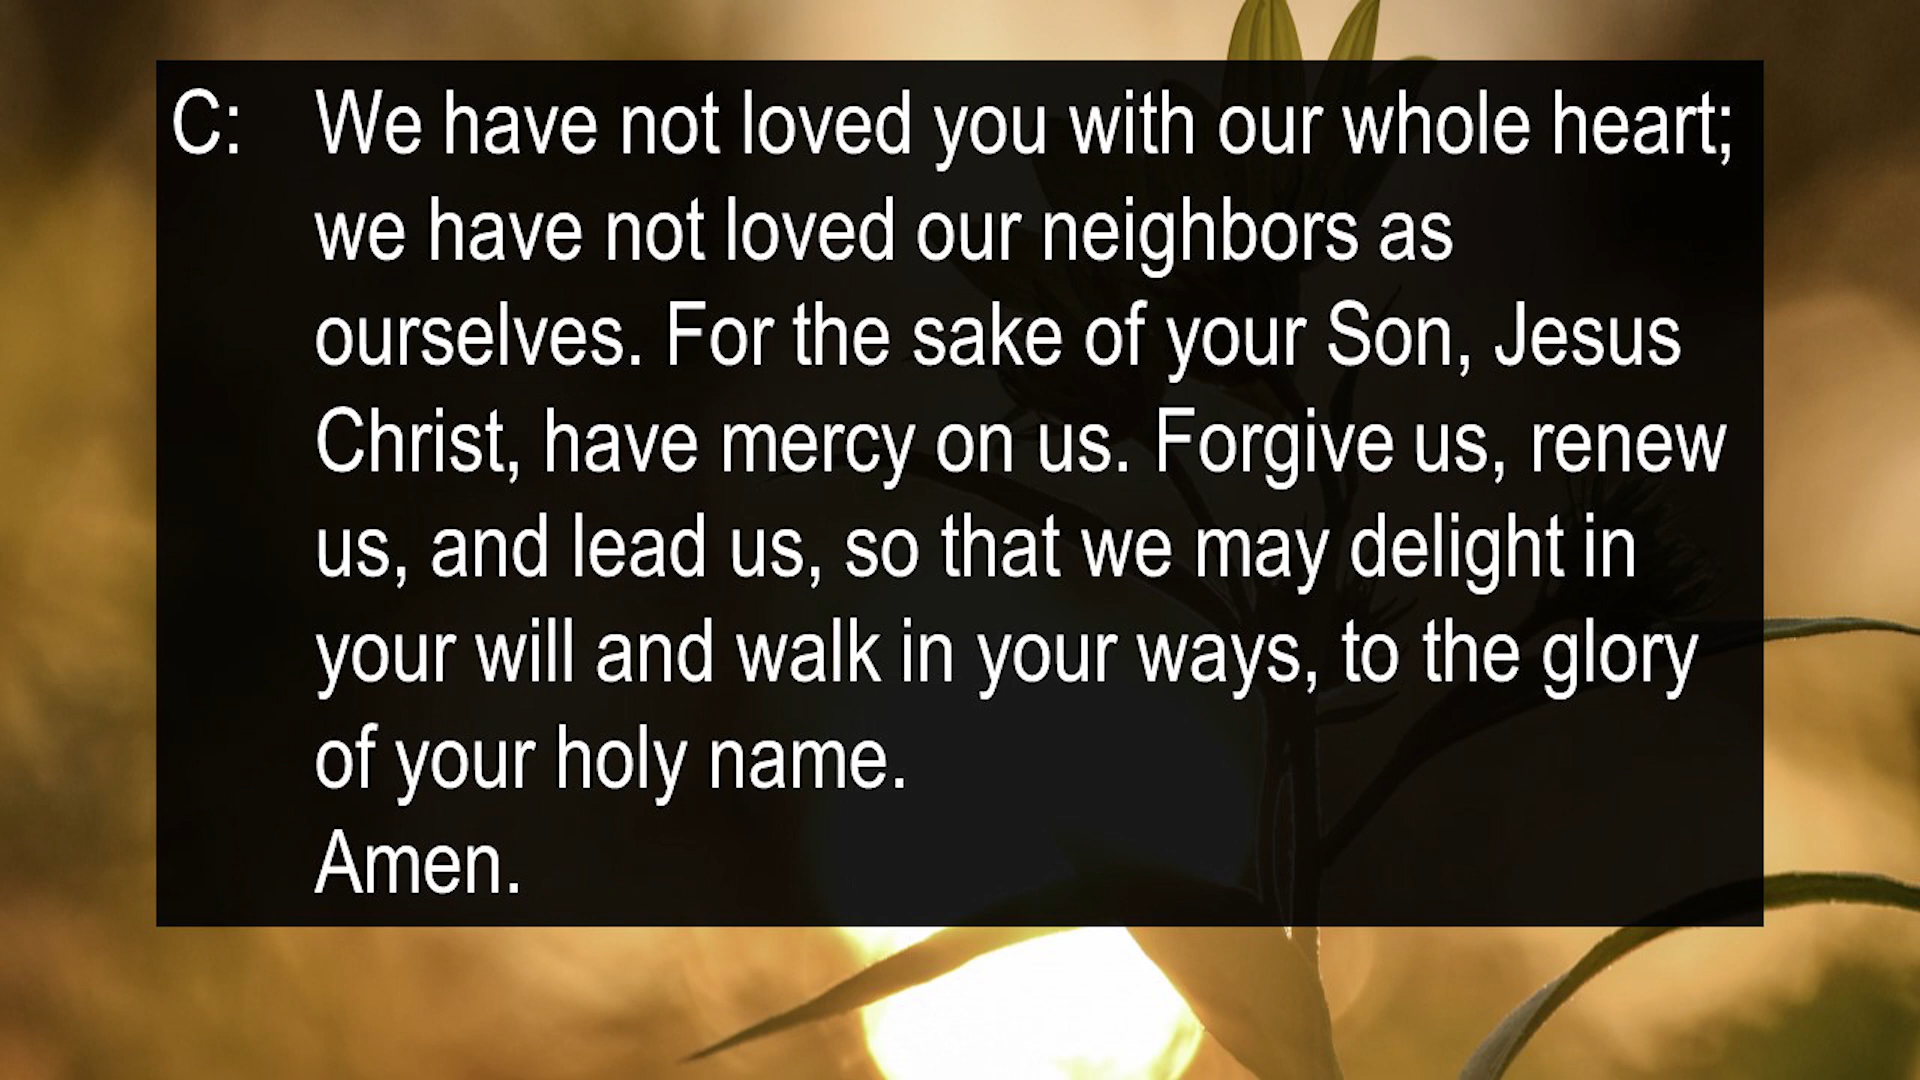 C: We have not loved you with our whole heart;
we have not loved our neighbors as
ourselves. For the sake of your Son, Jesus
Christ, have mercy on us. Forgive us, renew
us, and lead us, so that we may delight in
your will and walk in your ways, to the glory
of your holy name.
Amen.